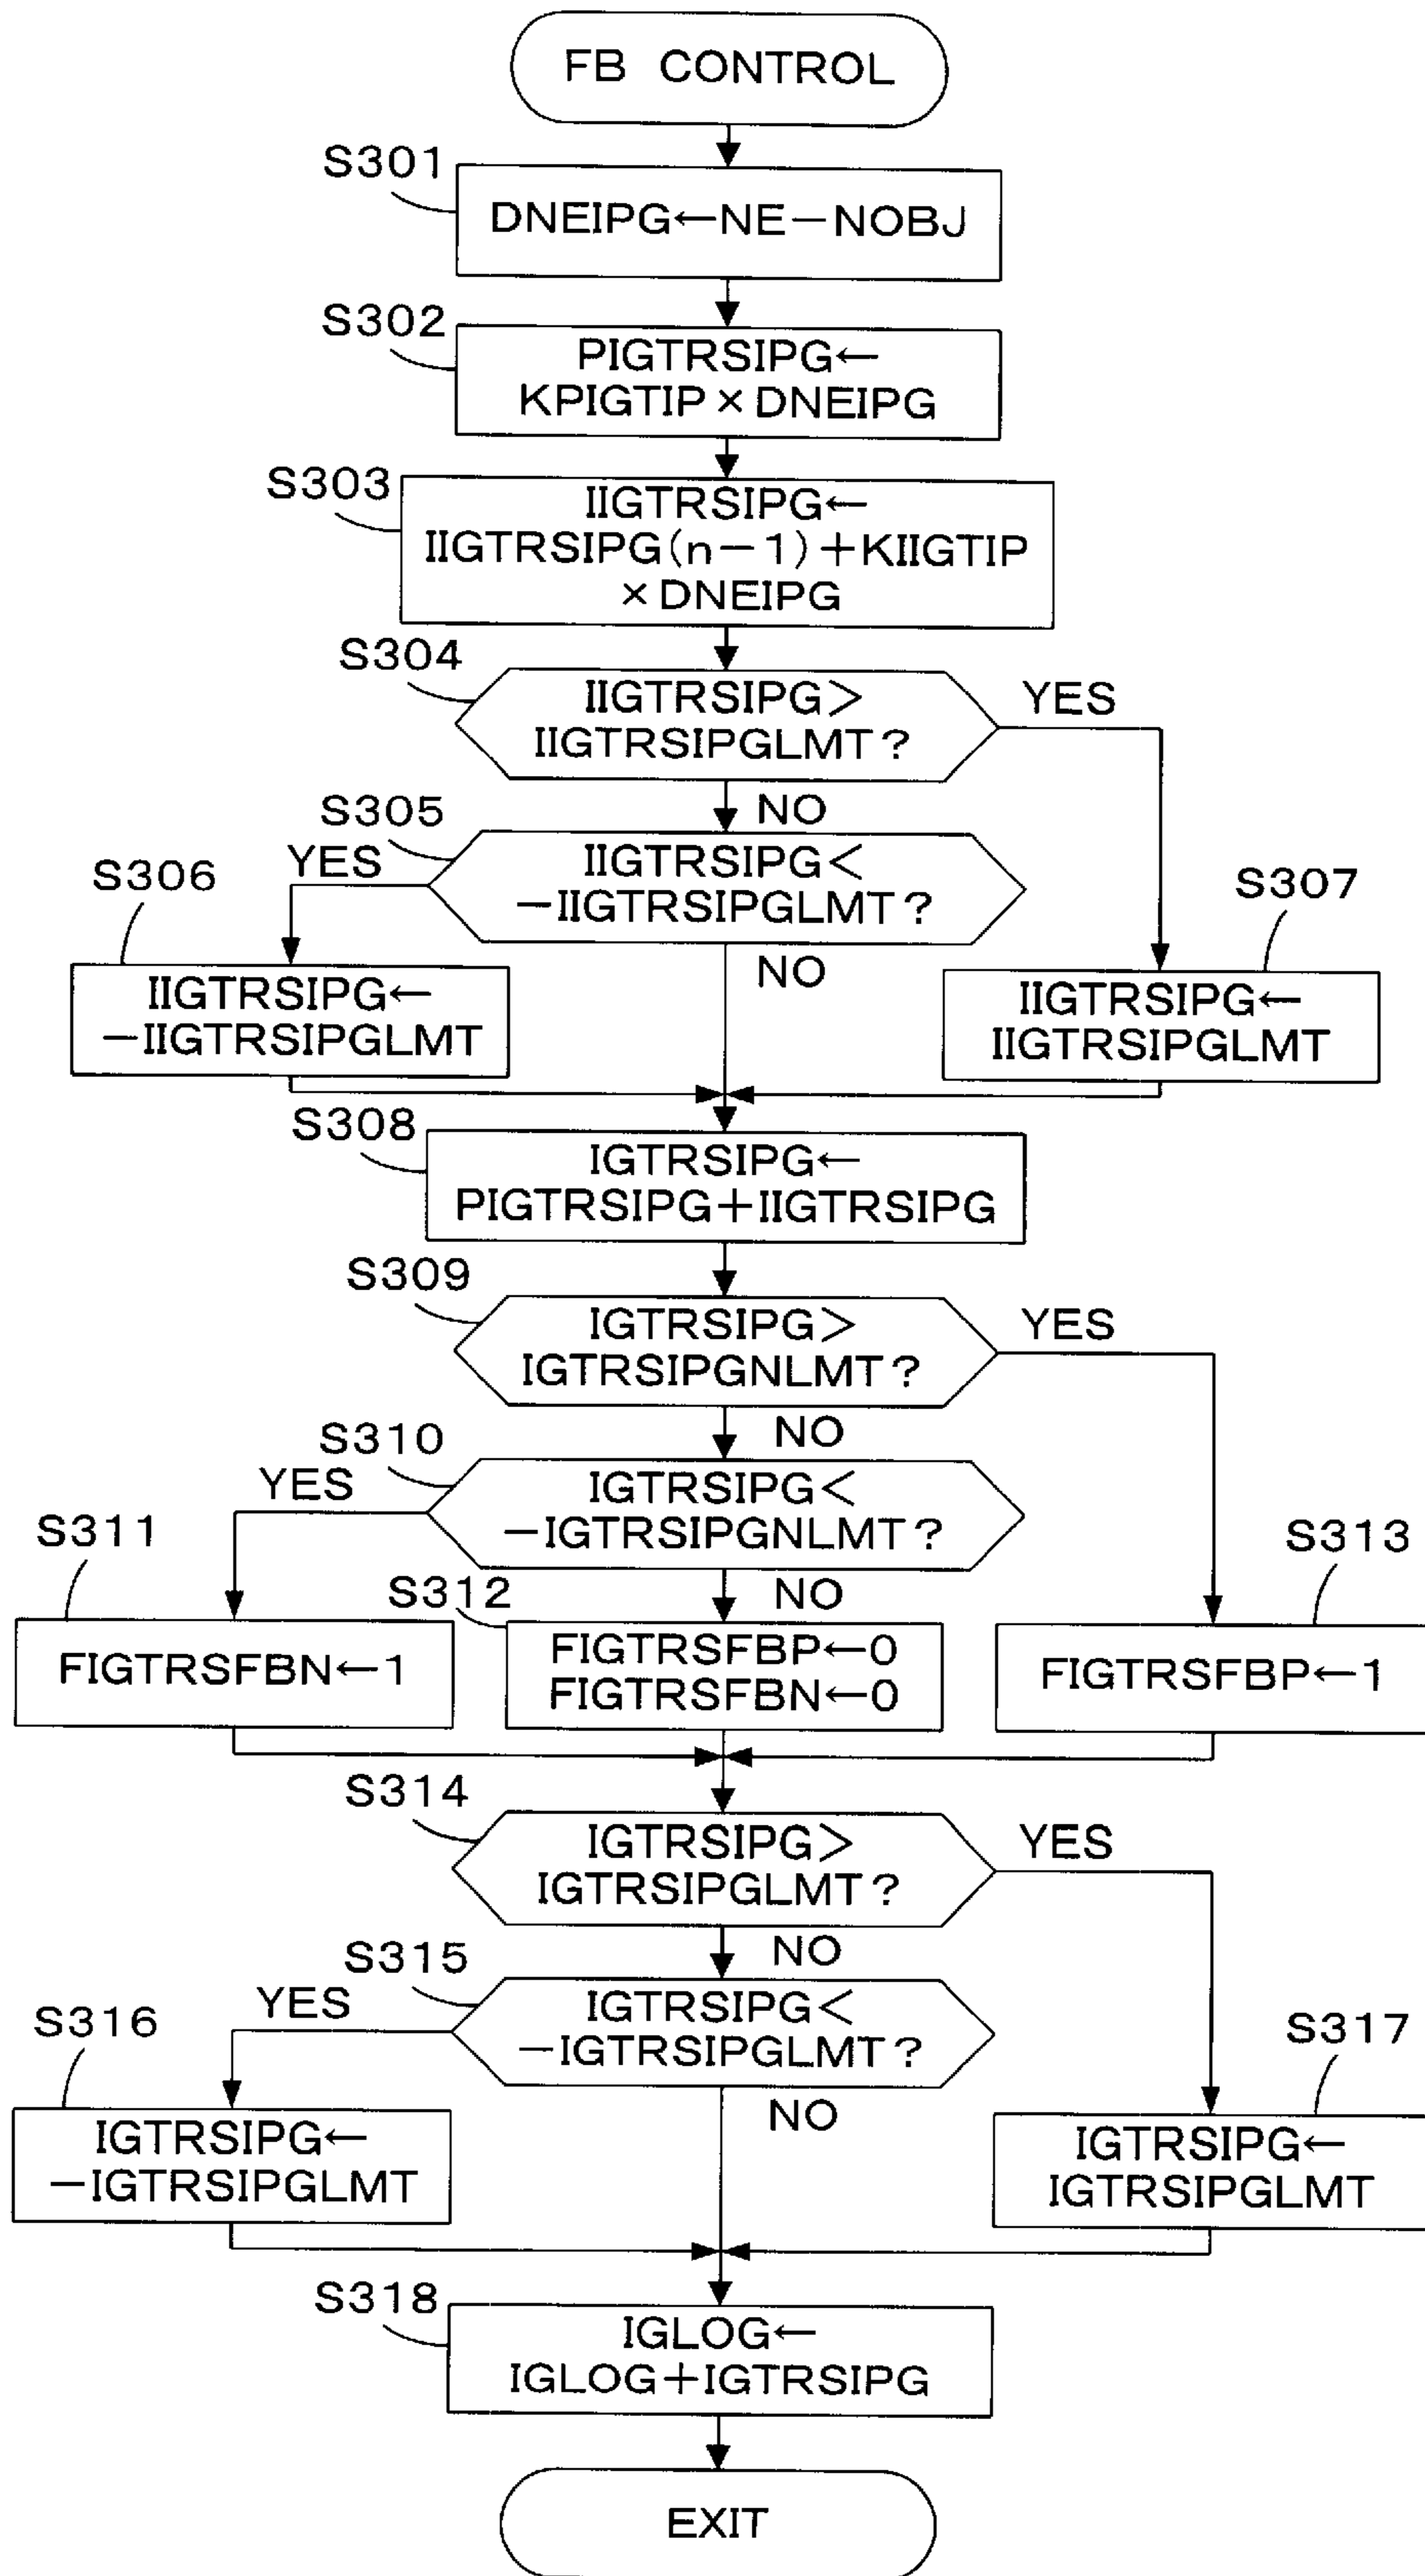 FB CONTROL
S301
DNEIPG←NE−NOBJ
S302
PIGTRSIPG←
KPIGTIP×DNEIPG
S303
IIGTRSIPG←
IIGTRSIPG(n−1)+KIIGTIP
×DNEIPG
S304
IIGTRSIPG>
IIGTRSIPGLMT?
YES
NO
S305
YES
IIGTRSIPG<
−IIGTRSIPGLMT?
NO
S306
IIGTRSIPG←
−IIGTRSIPGLMT
S307
IIGTRSIPG←
IIGTRSIPGLMT
S308
IGTRSIPG←
PIGTRSIPG+IIGTRSIPG
S309
IGTRSIPG>
IGTRSIPGNLMT?
YES
NO
S310
YES
IGTRSIPG<
−IGTRSIPGNLMT?
NO
S311
FIGTRSFBN←1
S312
FIGTRSFBP←0
FIGTRSFBN←0
S313
FIGTRSFBP←1
S314
IGTRSIPG>
IGTRSIPGLMT?
YES
NO
S315
YES
IGTRSIPG<
−IGTRSIPGLMT?
NO
S316
IGTRSIPG←
−IGTRSIPGLMT
S317
IGTRSIPG←
IGTRSIPGLMT
S318
IGLOG←
IGLOG+IGTRSIPG
EXIT